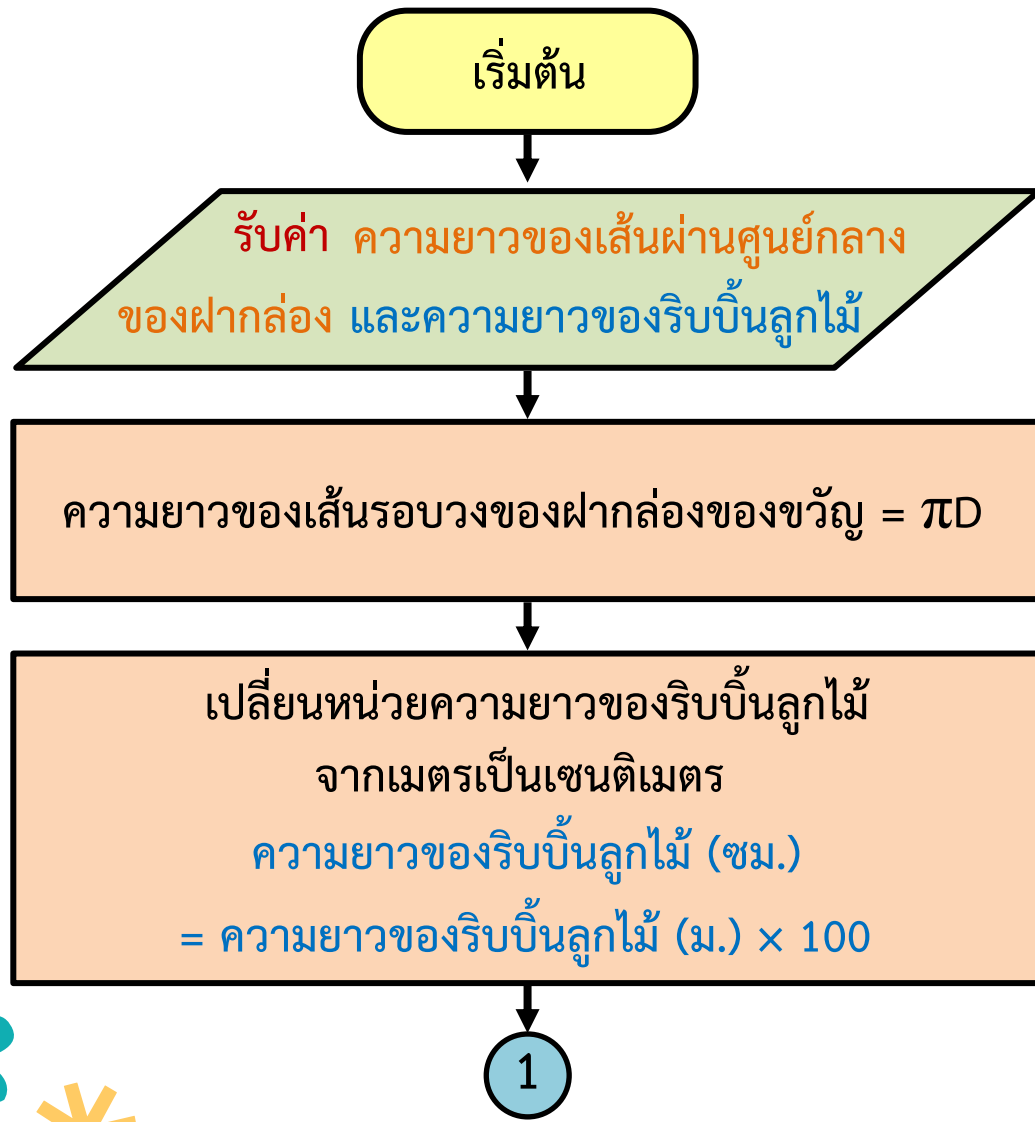 เริ่มต้น
รับค่า ความยาวของเส้นผ่านศูนย์กลาง
ของฝากล่อง และความยาวของริบบิ้นลูกไม้
ความยาวของเส้นรอบวงของฝากล่องของขวัญ = πD
เปลี่ยนหน่วยความยาวของริบบิ้นลูกไม้
จากเมตรเป็นเซนติเมตร
ความยาวของริบบิ้นลูกไม้ (ซม.)
= ความยาวของริบบิ้นลูกไม้ (ม.) × 100
1